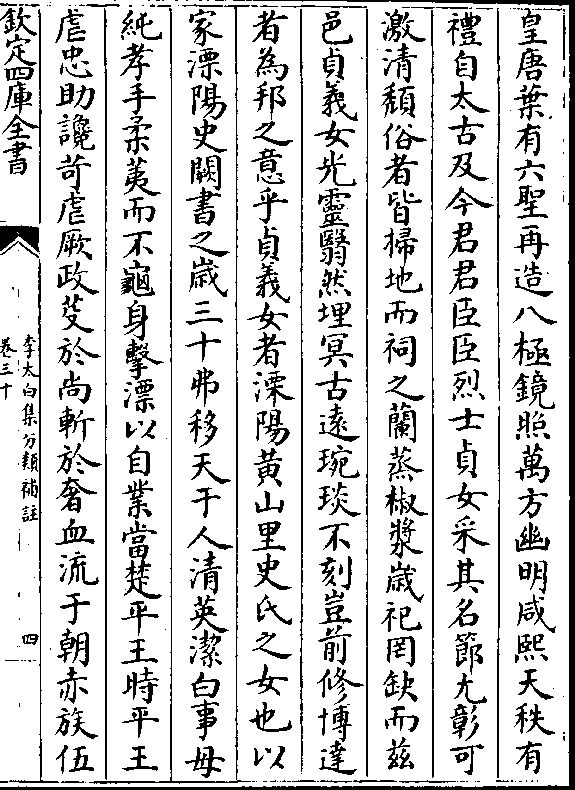 皇唐葉有六聖再造八極鏡照萬方幽明咸熙天秩有
禮自太古及今君君臣臣烈士貞女采其名節尤彰可
激清頽俗者皆掃地而祠之蘭蒸椒漿嵗祀罔缺而兹
邑貞義女光靈翳然埋冥古遠琬琰不刻豈前修博達
者為邦之意乎貞義女者溧陽黄山里史氏之女也以
家溧陽史闕書之嵗三十弗移天于人清英潔白事母
純孝手柔荑而不龜身擊漂以自業當楚平王時平王
虐忠助讒苛虐厥政芟於尚斬於奢血流于朝赤族伍
欽定四庫全書
李太白集分類補註
卷三十
四